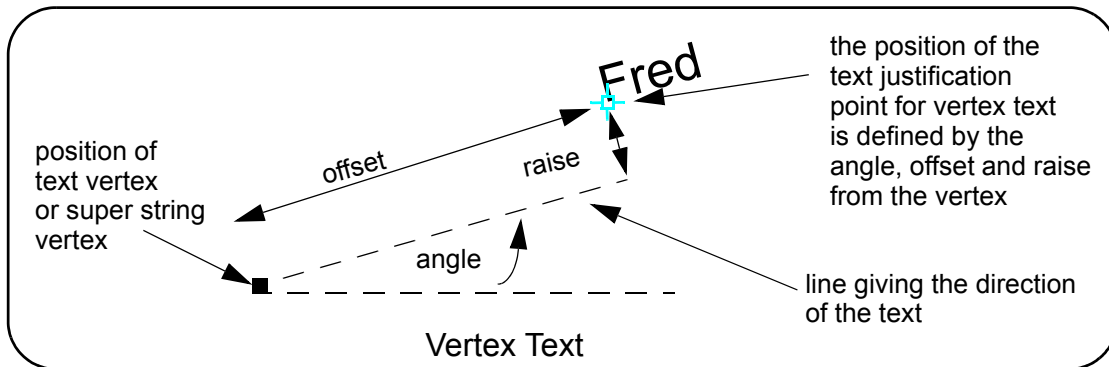 Fred
the position of the
text justification
point for vertex text
is defined by the
angle, offset and raise
from the vertex
position of
text vertex
or super string
vertex
offset
raise
angle
line giving the direction
of the text
Vertex Text